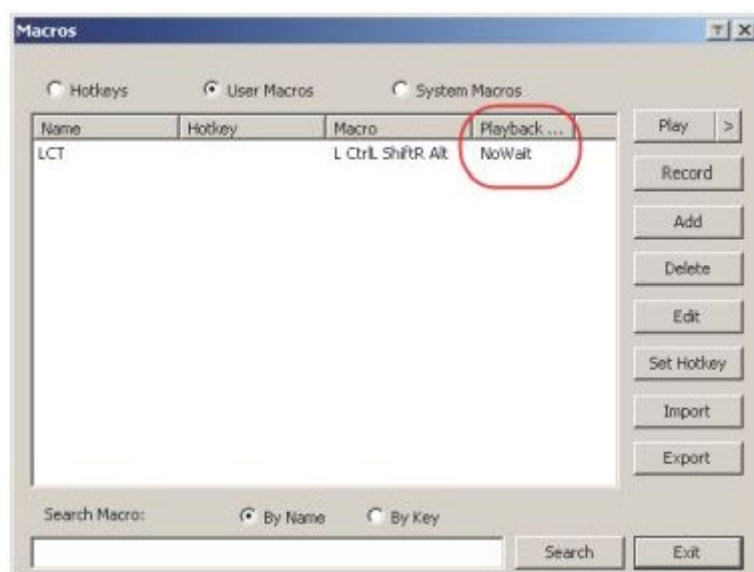 Macros
Hotkeys User Macros System Macros
Name Hotkey Macro Playback ...
LCT L CtrlL ShiftR Alt NoWait
Play >
Record
Add
Delete
Edit
Set Hotkey
Import
Export
Search Macro: By Name By Key
Search Exit